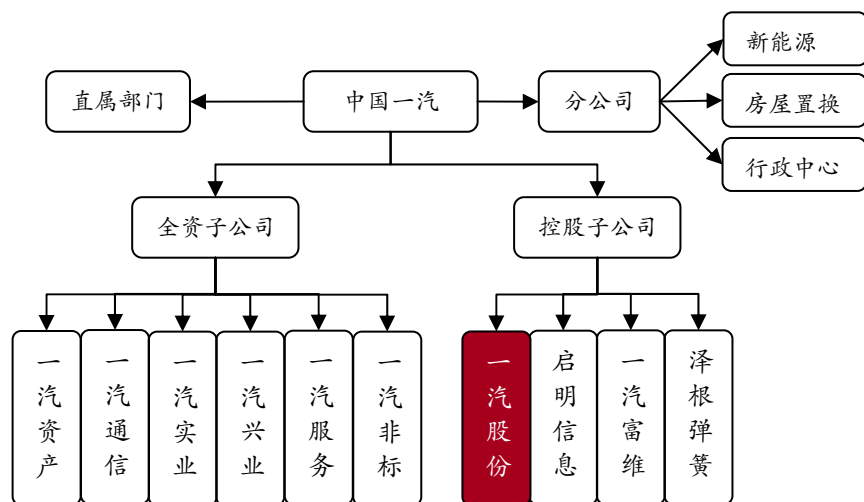 新能源
直属部门
中国一汽
分公司
房屋置换
行政中心
全资子公司
控股子公司
一汽资产
一汽通信
一汽实业
一汽兴业
一汽服务
一汽非标
一汽股份
启明信息
一汽富维
泽根弹簧